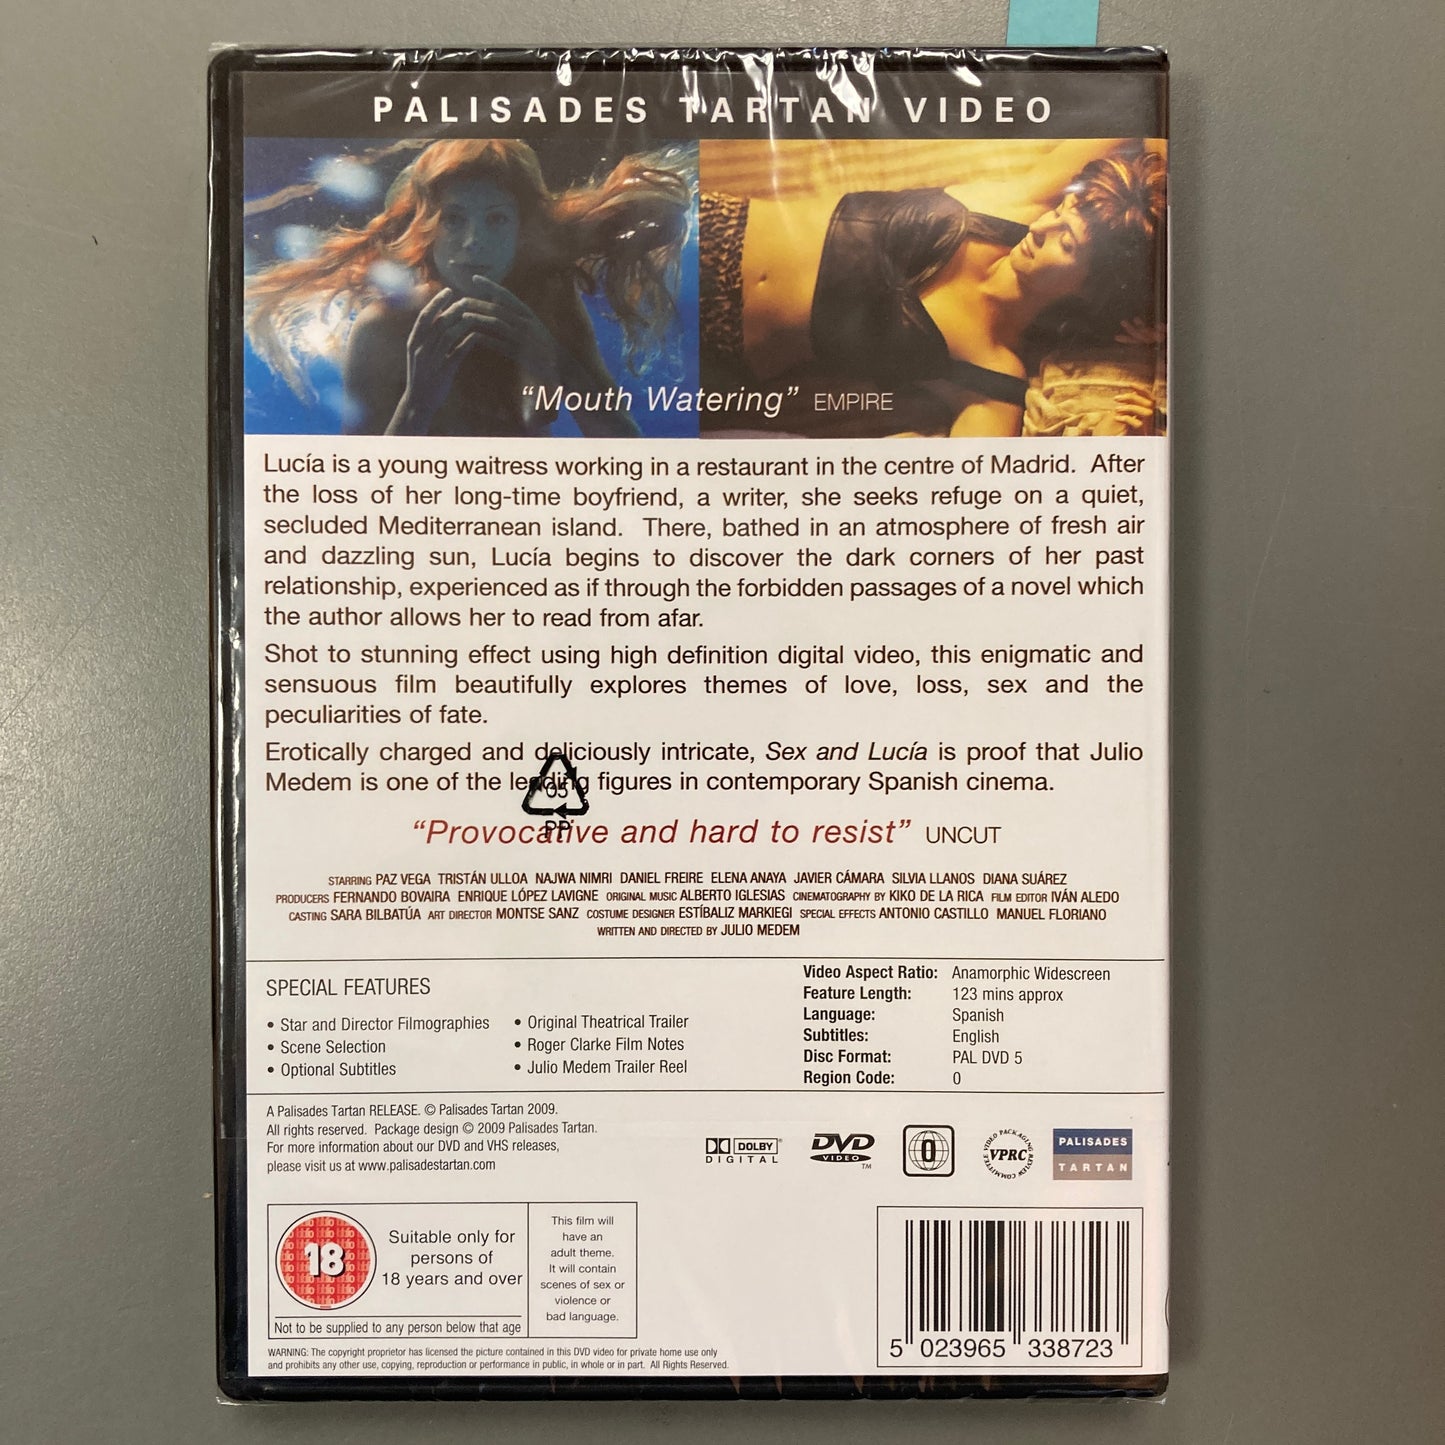 PALISADES TARTAN VIDEO
“Mouth Watering” EMPIRE
Lucía is a young waitress working in a restaurant in the centre of Madrid. After
the loss of her long-time boyfriend, a writer, she seeks refuge on a quiet,
secluded Mediterranean island. There, bathed in an atmosphere of fresh air
and dazzling sun, Lucía begins to discover the dark corners of her past
relationship, experienced as if through the forbidden passages of a novel which
the author allows her to read from afar.
Shot to stunning effect using high definition digital video, this enigmatic and
sensuous film beautifully explores themes of love, loss, sex and the
peculiarities of fate.
Erotically charged and deliciously intricate, Sex and Lucía is proof that Julio
Medem is one of the leading figures in contemporary Spanish cinema.
05
PP
“Provocative and hard to resist” UNCUT
STARRING PAZ VEGA TRISTÁN ULLOA NAJWA NIMRI DANIEL FREIRE ELENA ANAYA JAVIER CÁMARA SILVIA LLANOS DIANA SUÁREZ
PRODUCERS FERNANDO BOVAIRA ENRIQUE LÓPEZ LAVIGNE ORIGINAL MUSIC ALBERTO IGLESIAS CINEMATOGRAPHY BY KIKO DE LA RICA FILM EDITOR IVÁN ALEDO
CASTING SARA BILBATÚA ART DIRECTOR MONTSE SANZ COSTUME DESIGNER ESTÍBALIZ MARKIEGI SPECIAL EFFECTS ANTONIO CASTILLO MANUEL FLORIANO
WRITTEN AND DIRECTED BY JULIO MEDEM
SPECIAL FEATURES
• Star and Director Filmographies
• Scene Selection
• Optional Subtitles
• Original Theatrical Trailer
• Roger Clarke Film Notes
• Julio Medem Trailer Reel
Video Aspect Ratio: Anamorphic Widescreen
Feature Length: 123 mins approx
Language: Spanish
Subtitles: English
Disc Format: PAL DVD 5
Region Code: 0
A Palisades Tartan RELEASE. © Palisades Tartan 2009.
All rights reserved. Package design © 2009 Palisades Tartan.
For more information about our DVD and VHS releases,
please visit us at www.palisadestartan.com
DOLBY
DIGITAL
DVD
VIDEO
TM
0
VIDEO PACKAGING REVIEW COMMITTEE
VPRC
PALISADES
TARTAN
18
Suitable only for
persons of
18 years and over
Not to be supplied to any person below that age
This film will
have an
adult theme.
It will contain
scenes of sex or
violence or
bad language.
WARNING: The copyright proprietor has licensed the picture contained in this DVD video for private home use only
and prohibits any other use, copying, reproduction or performance in public, in whole or in part. All Rights Reserved.
5 023965 338723